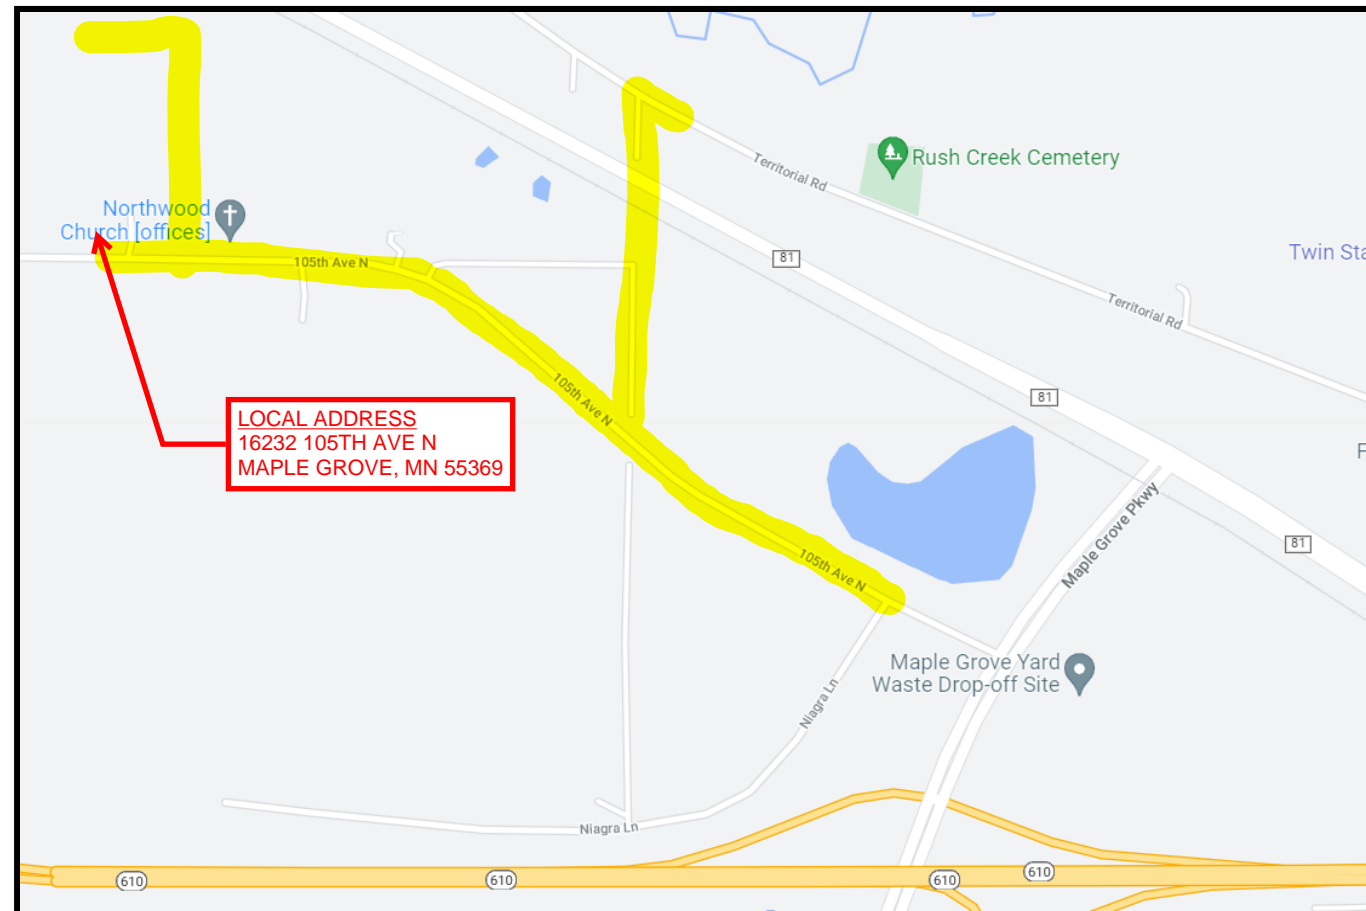 Rush Creek Cemetery
Territorial Rd
Northwood
Church [offices]
Twin Sta
81
105th Ave N
Territorial Rd
105th Ave N
81
LOCAL ADDRESS
16232 105TH AVE N
MAPLE GROVE, MN 55369
F
Maple Grove Pkwy
81
105th Ave N
Maple Grove Yard
Waste Drop-off Site
Niagra Ln
Niagra Ln
610
610
610
610